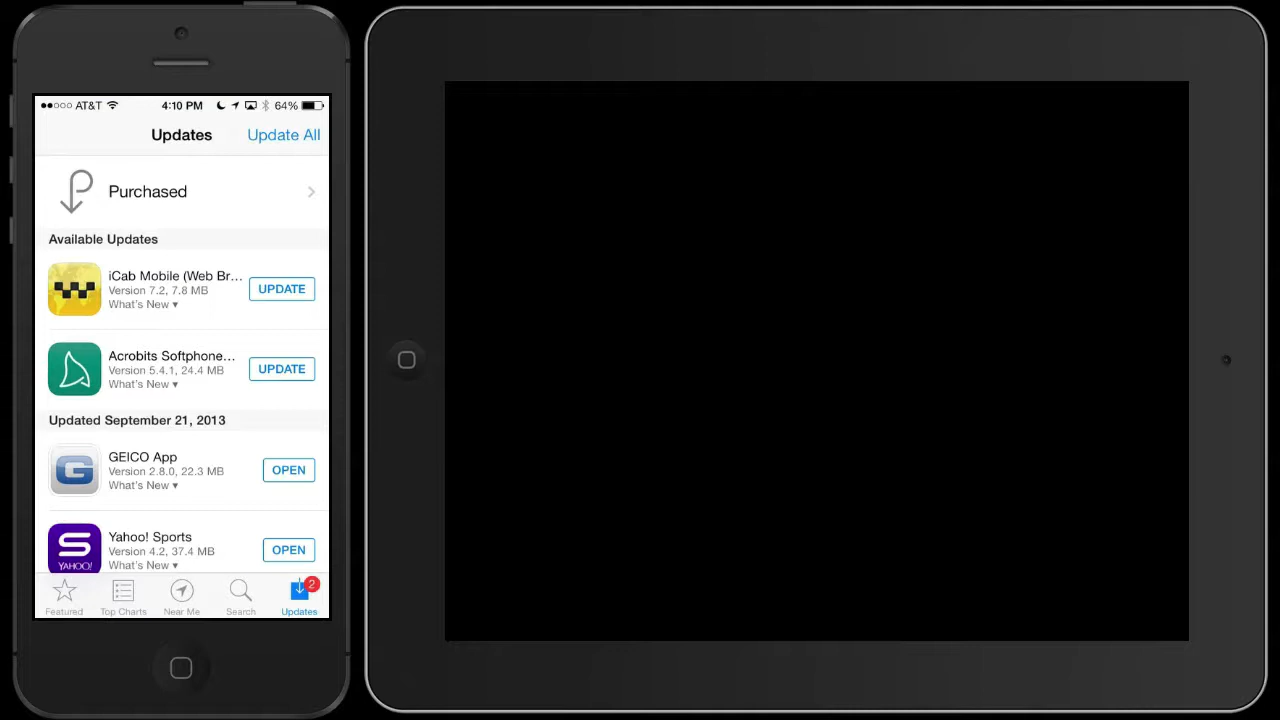 AT&T 4:10 PM 64%
Updates Update All
Purchased
Available Updates
iCab Mobile (Web Br...
Version 7.2, 7.8 MB
What's New ▾
UPDATE
Acrobits Softphone...
Version 5.4.1, 24.4 MB
What's New ▾
UPDATE
Updated September 21, 2013
GEICO App
Version 2.8.0, 22.3 MB
What's New ▾
OPEN
G
Yahoo! Sports
Version 4.2, 37.4 MB
What's New ▾
OPEN
S
YAHOO!
Featured Top Charts Near Me Search Updates
2